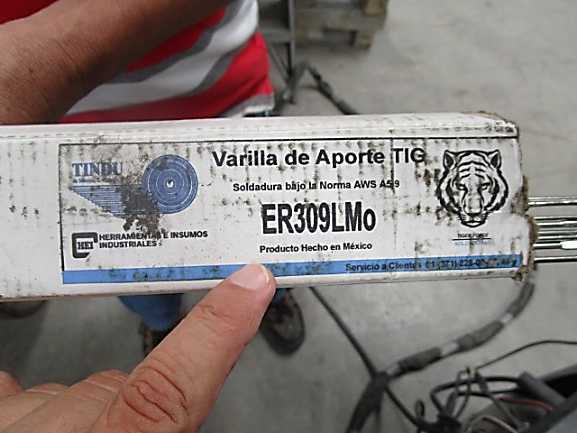 TINDU
Varilla de Aporte TIG
Soldadura bajo la Norma AWS A5.9
ER309LMo
HEI HERRAMIENTAS E INSUMOS
INDUSTRIALES
Producto Hecho en México
Servicio a Clientes